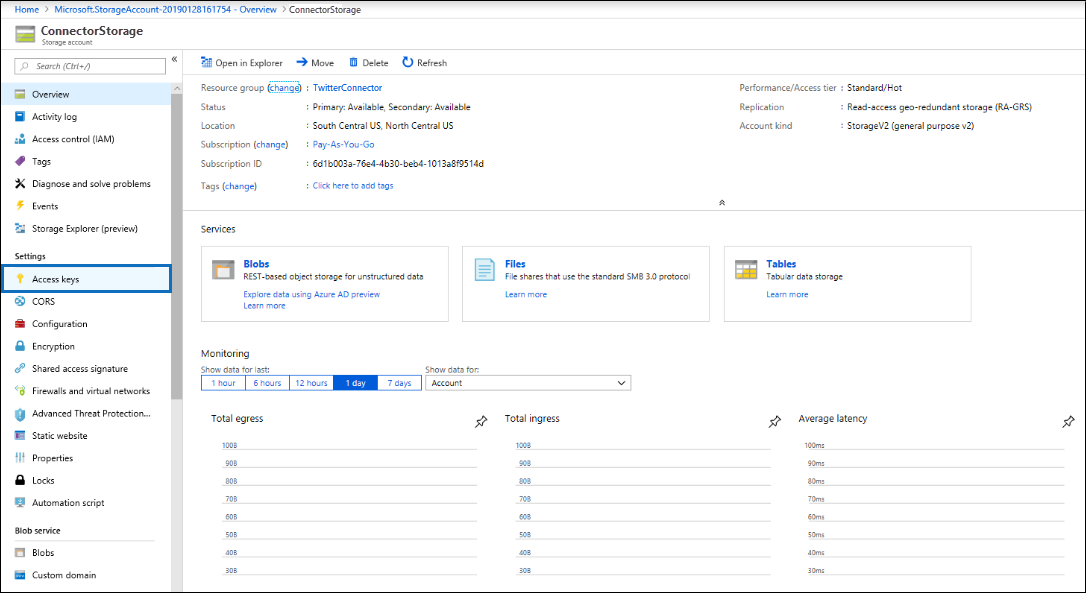 Home > Microsoft.StorageAccount-20190128161754 - Overview > ConnectorStorage
ConnectorStorage
Storage account
Search (Ctrl+/)
«
Overview
Activity log
Access control (IAM)
Tags
Diagnose and solve problems
Events
Storage Explorer (preview)
Settings
Access keys
CORS
Configuration
Encryption
Shared access signature
Firewalls and virtual networks
Advanced Threat Protection...
Static website
Properties
Locks
Automation script
Blob service
Blobs
Custom domain
Open in Explorer Move Delete Refresh
Resource group (change) : TwitterConnector
Status : Primary: Available, Secondary: Available
Location : South Central US, North Central US
Subscription (change) : Pay-As-You-Go
Subscription ID : 6d1b003a-76e4-4b30-beb4-1013a8f9514d
Tags (change) : Click here to add tags
Performance/Access tier : Standard/Hot
Replication : Read-access geo-redundant storage (RA-GRS)
Account kind : StorageV2 (general purpose v2)
Services
Blobs
REST-based object storage for unstructured data
Explore data using Azure AD preview
Learn more
Files
File shares that use the standard SMB 3.0 protocol
Learn more
Tables
Tabular data storage
Learn more
Monitoring
Show data for last:
1 hour 6 hours 12 hours 1 day 7 days
Show data for:
Account
Total egress
100B
90B
80B
70B
60B
50B
40B
30B
Total ingress
100B
90B
80B
70B
60B
50B
40B
30B
Average latency
100ms
90ms
80ms
70ms
60ms
50ms
40ms
30ms